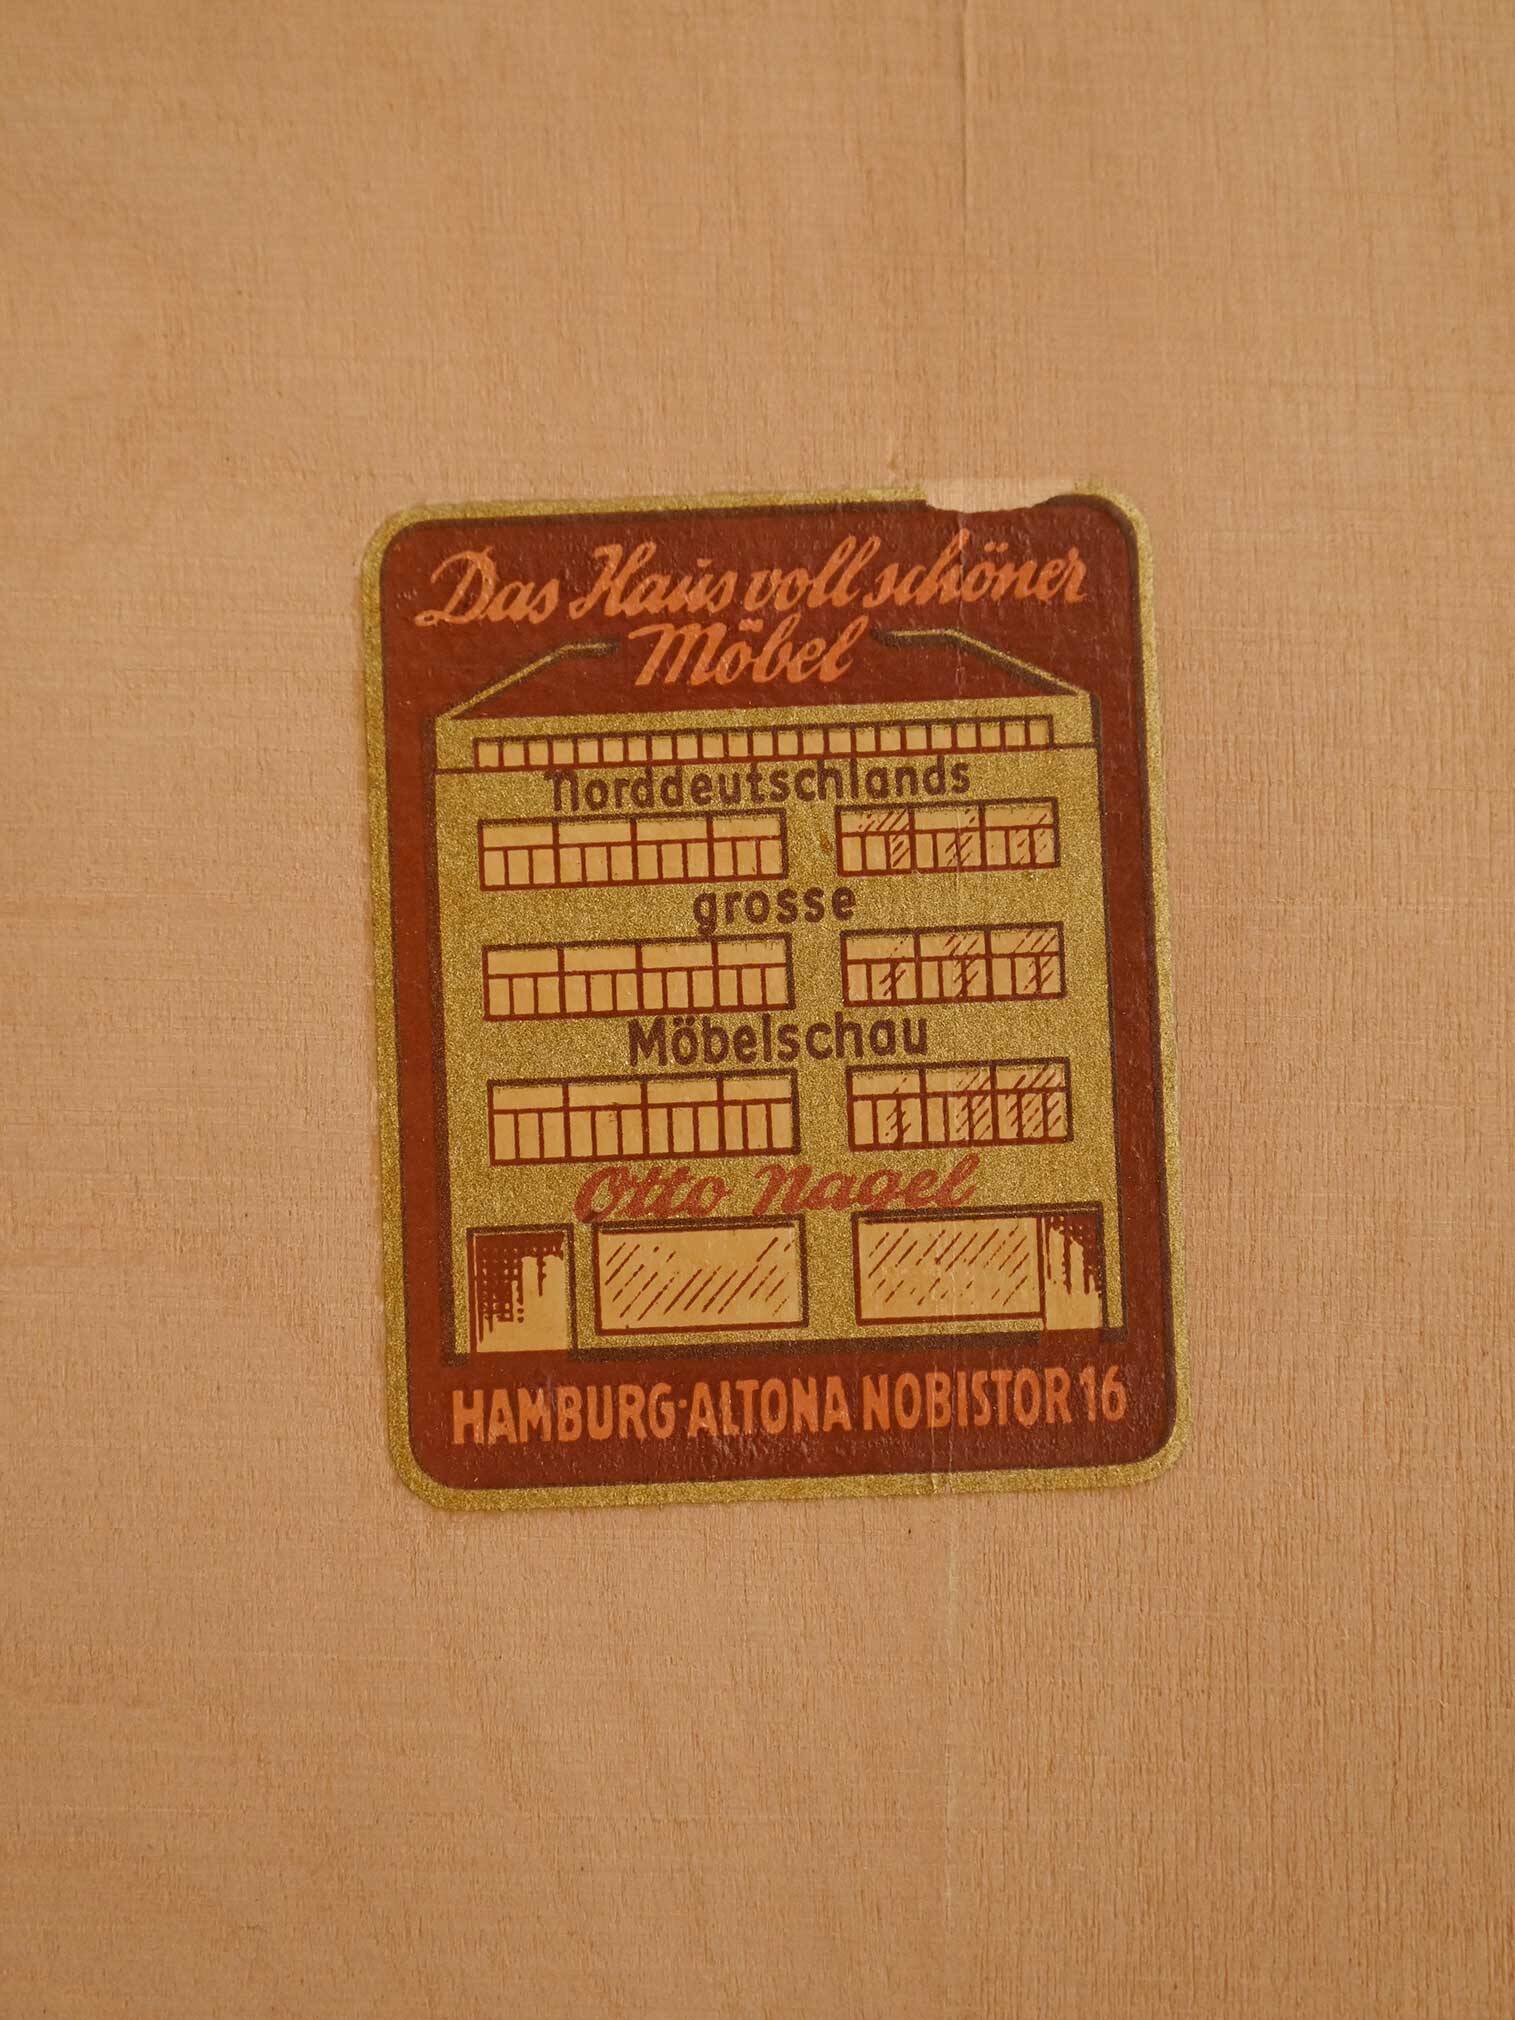 Das Haus voll schöner
Möbel
Norddeutschlands
grosse
Möbelschau
Otto Nagel
HAMBURG-ALTONA NOBISTOR 16